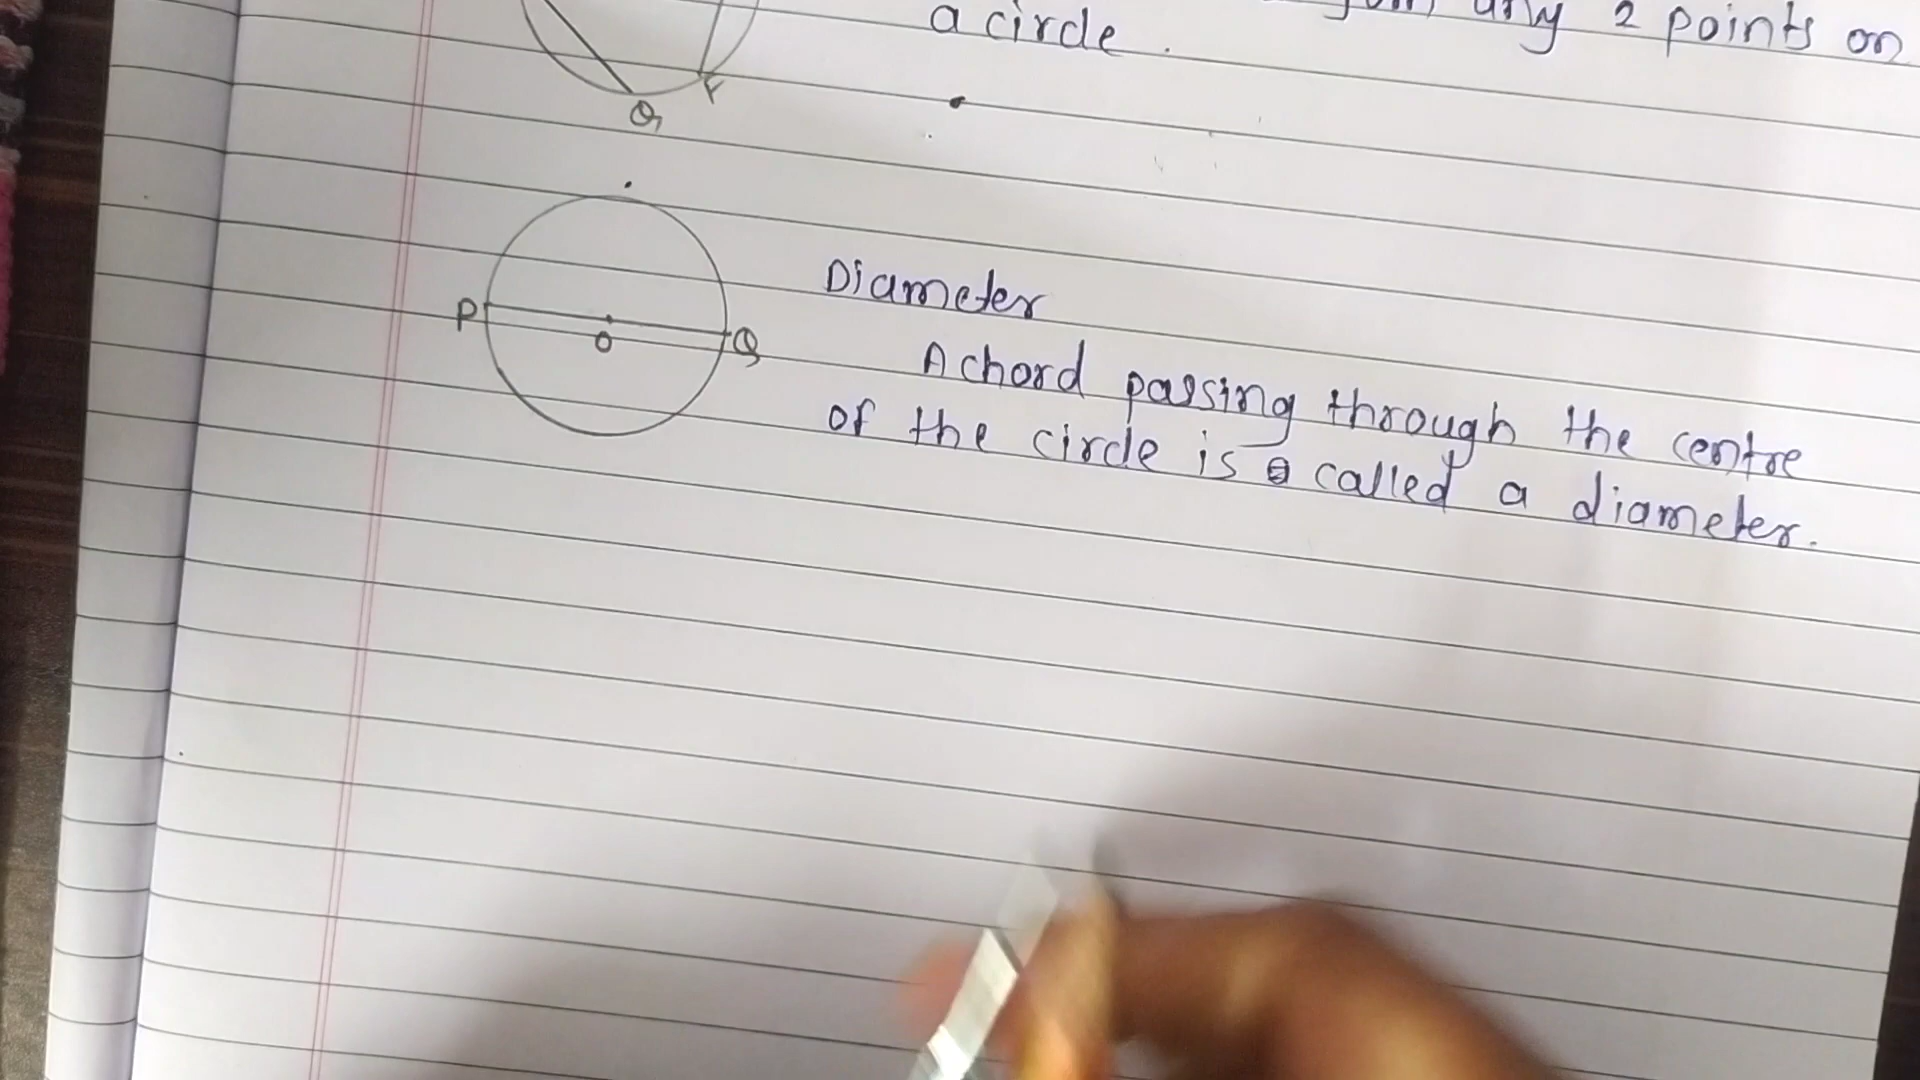 any 2 points on
a circle.
Q F
Diameter
P O Q
A chord passing through the centre
of the circle is called a diameter.